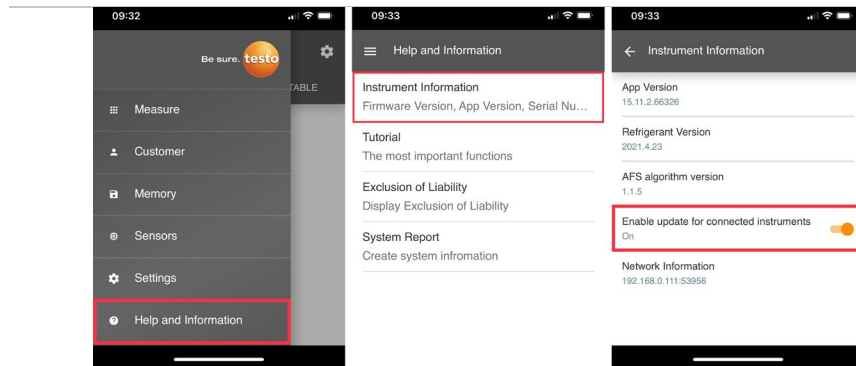 09:32
Be sure. testo
TABLE
Measure
Customer
Memory
Sensors
Settings
Help and Information
09:33
Help and Information
Instrument Information
Firmware Version, App Version, Serial Nu...
Tutorial
The most important functions
Exclusion of Liability
Display Exclusion of Liability
System Report
Create system infromation
09:33
Instrument Information
App Version
15.11.2.66326
Refrigerant Version
2021.4.23
AFS algorithm version
1.1.5
Enable update for connected instruments
On
Network Information
192.168.0.111:53956